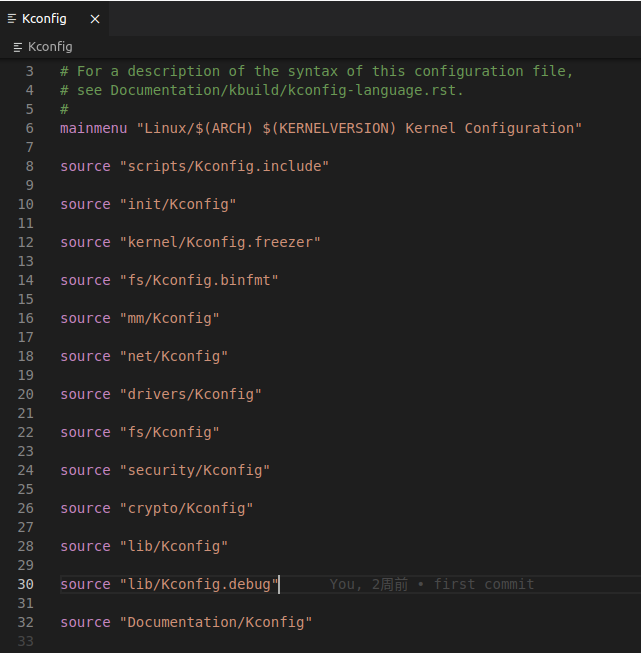 Kconfig
Kconfig
3 # For a description of the syntax of this configuration file,
4 # see Documentation/kbuild/kconfig-language.rst.
5 #
6 mainmenu "Linux/$(ARCH) $(KERNELVERSION) Kernel Configuration"
7
8 source "scripts/Kconfig.include"
9
10 source "init/Kconfig"
11
12 source "kernel/Kconfig.freezer"
13
14 source "fs/Kconfig.binfmt"
15
16 source "mm/Kconfig"
17
18 source "net/Kconfig"
19
20 source "drivers/Kconfig"
21
22 source "fs/Kconfig"
23
24 source "security/Kconfig"
25
26 source "crypto/Kconfig"
27
28 source "lib/Kconfig"
29
30 source "lib/Kconfig.debug" You, 2周前 • first commit
31
32 source "Documentation/Kconfig"
33